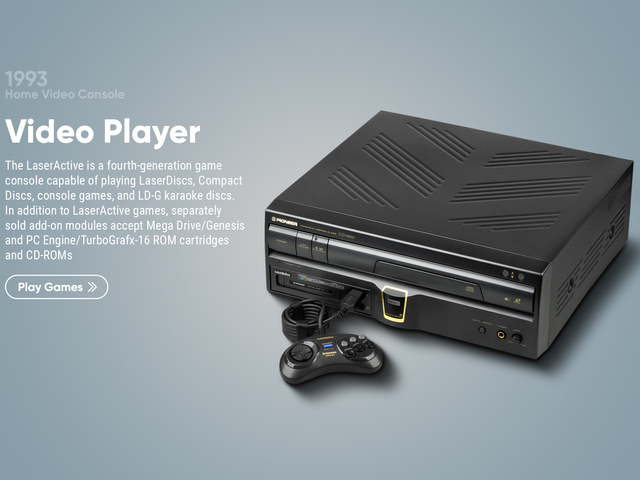 1993
Home Video Console
Video Player
The LaserActive is a fourth-generation game
console capable of playing LaserDiscs, Compact
Discs, console games, and LD-G karaoke discs.
In addition to LaserActive games, separately
sold add-on modules accept Mega Drive/Genesis
and PC Engine/TurboGrafx-16 ROM cartridges
and CD-ROMs
Play Games
PIONEER